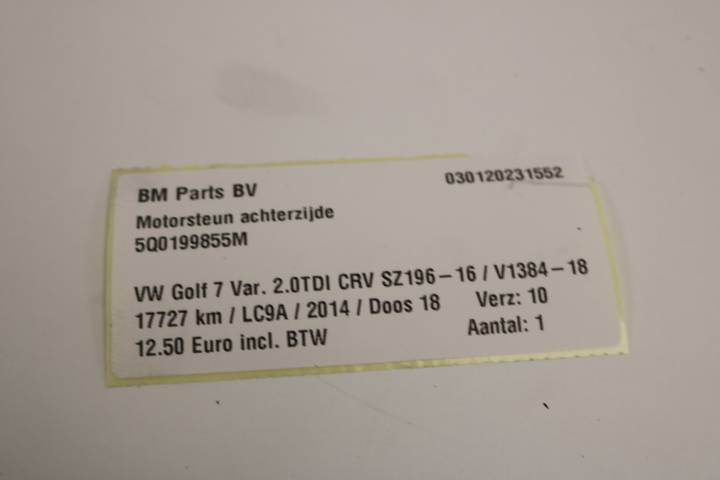 BM Parts BV 030120231552
Motorsteun achterzijde
5Q0199855M
VW Golf 7 Var. 2.0TDI CRV SZ196-16 / V1384-18
17727 km / LC9A / 2014 / Doos 18 Verz: 10
12.50 Euro incl. BTW Aantal: 1